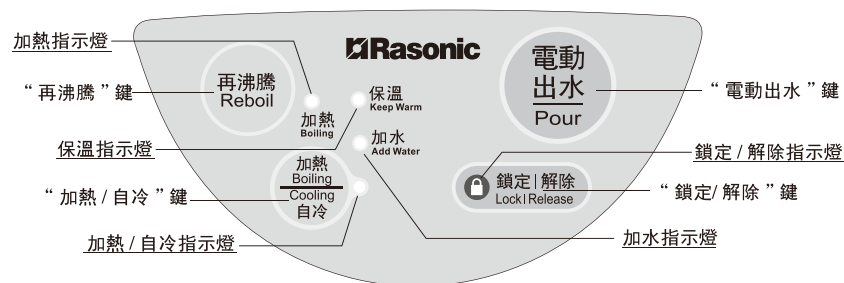 加熱指示燈
“再沸騰”鍵
保溫指示燈
“加熱/自冷”鍵
加熱/自冷指示燈
Rasonic
再沸騰
Reboil
加熱
Boiling
保溫
Keep Warm
加水
Add Water
加熱
Boiling
Cooling
自冷
電動
出水
Pour
鎖定|解除
Lock|Release
“電動出水”鍵
鎖定/解除指示燈
“鎖定/解除”鍵
加水指示燈